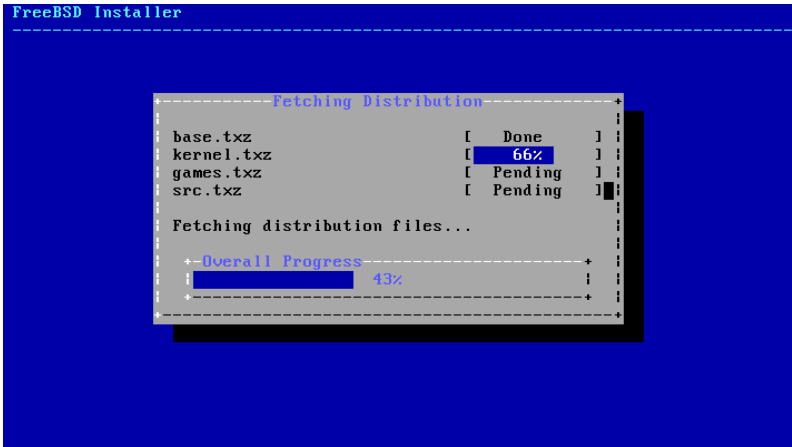 FreeBSD Installer
Fetching Distribution
base.txz [ Done ]
kernel.txz [ 66% ]
games.txz [ Pending ]
src.txz [ Pending ]
Fetching distribution files...
Overall Progress
43%